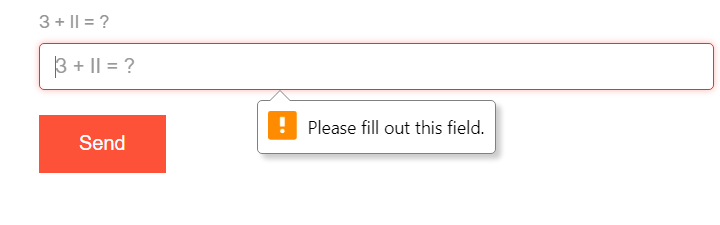 3 + II = ?
3 + II = ?
Please fill out this field.
Send